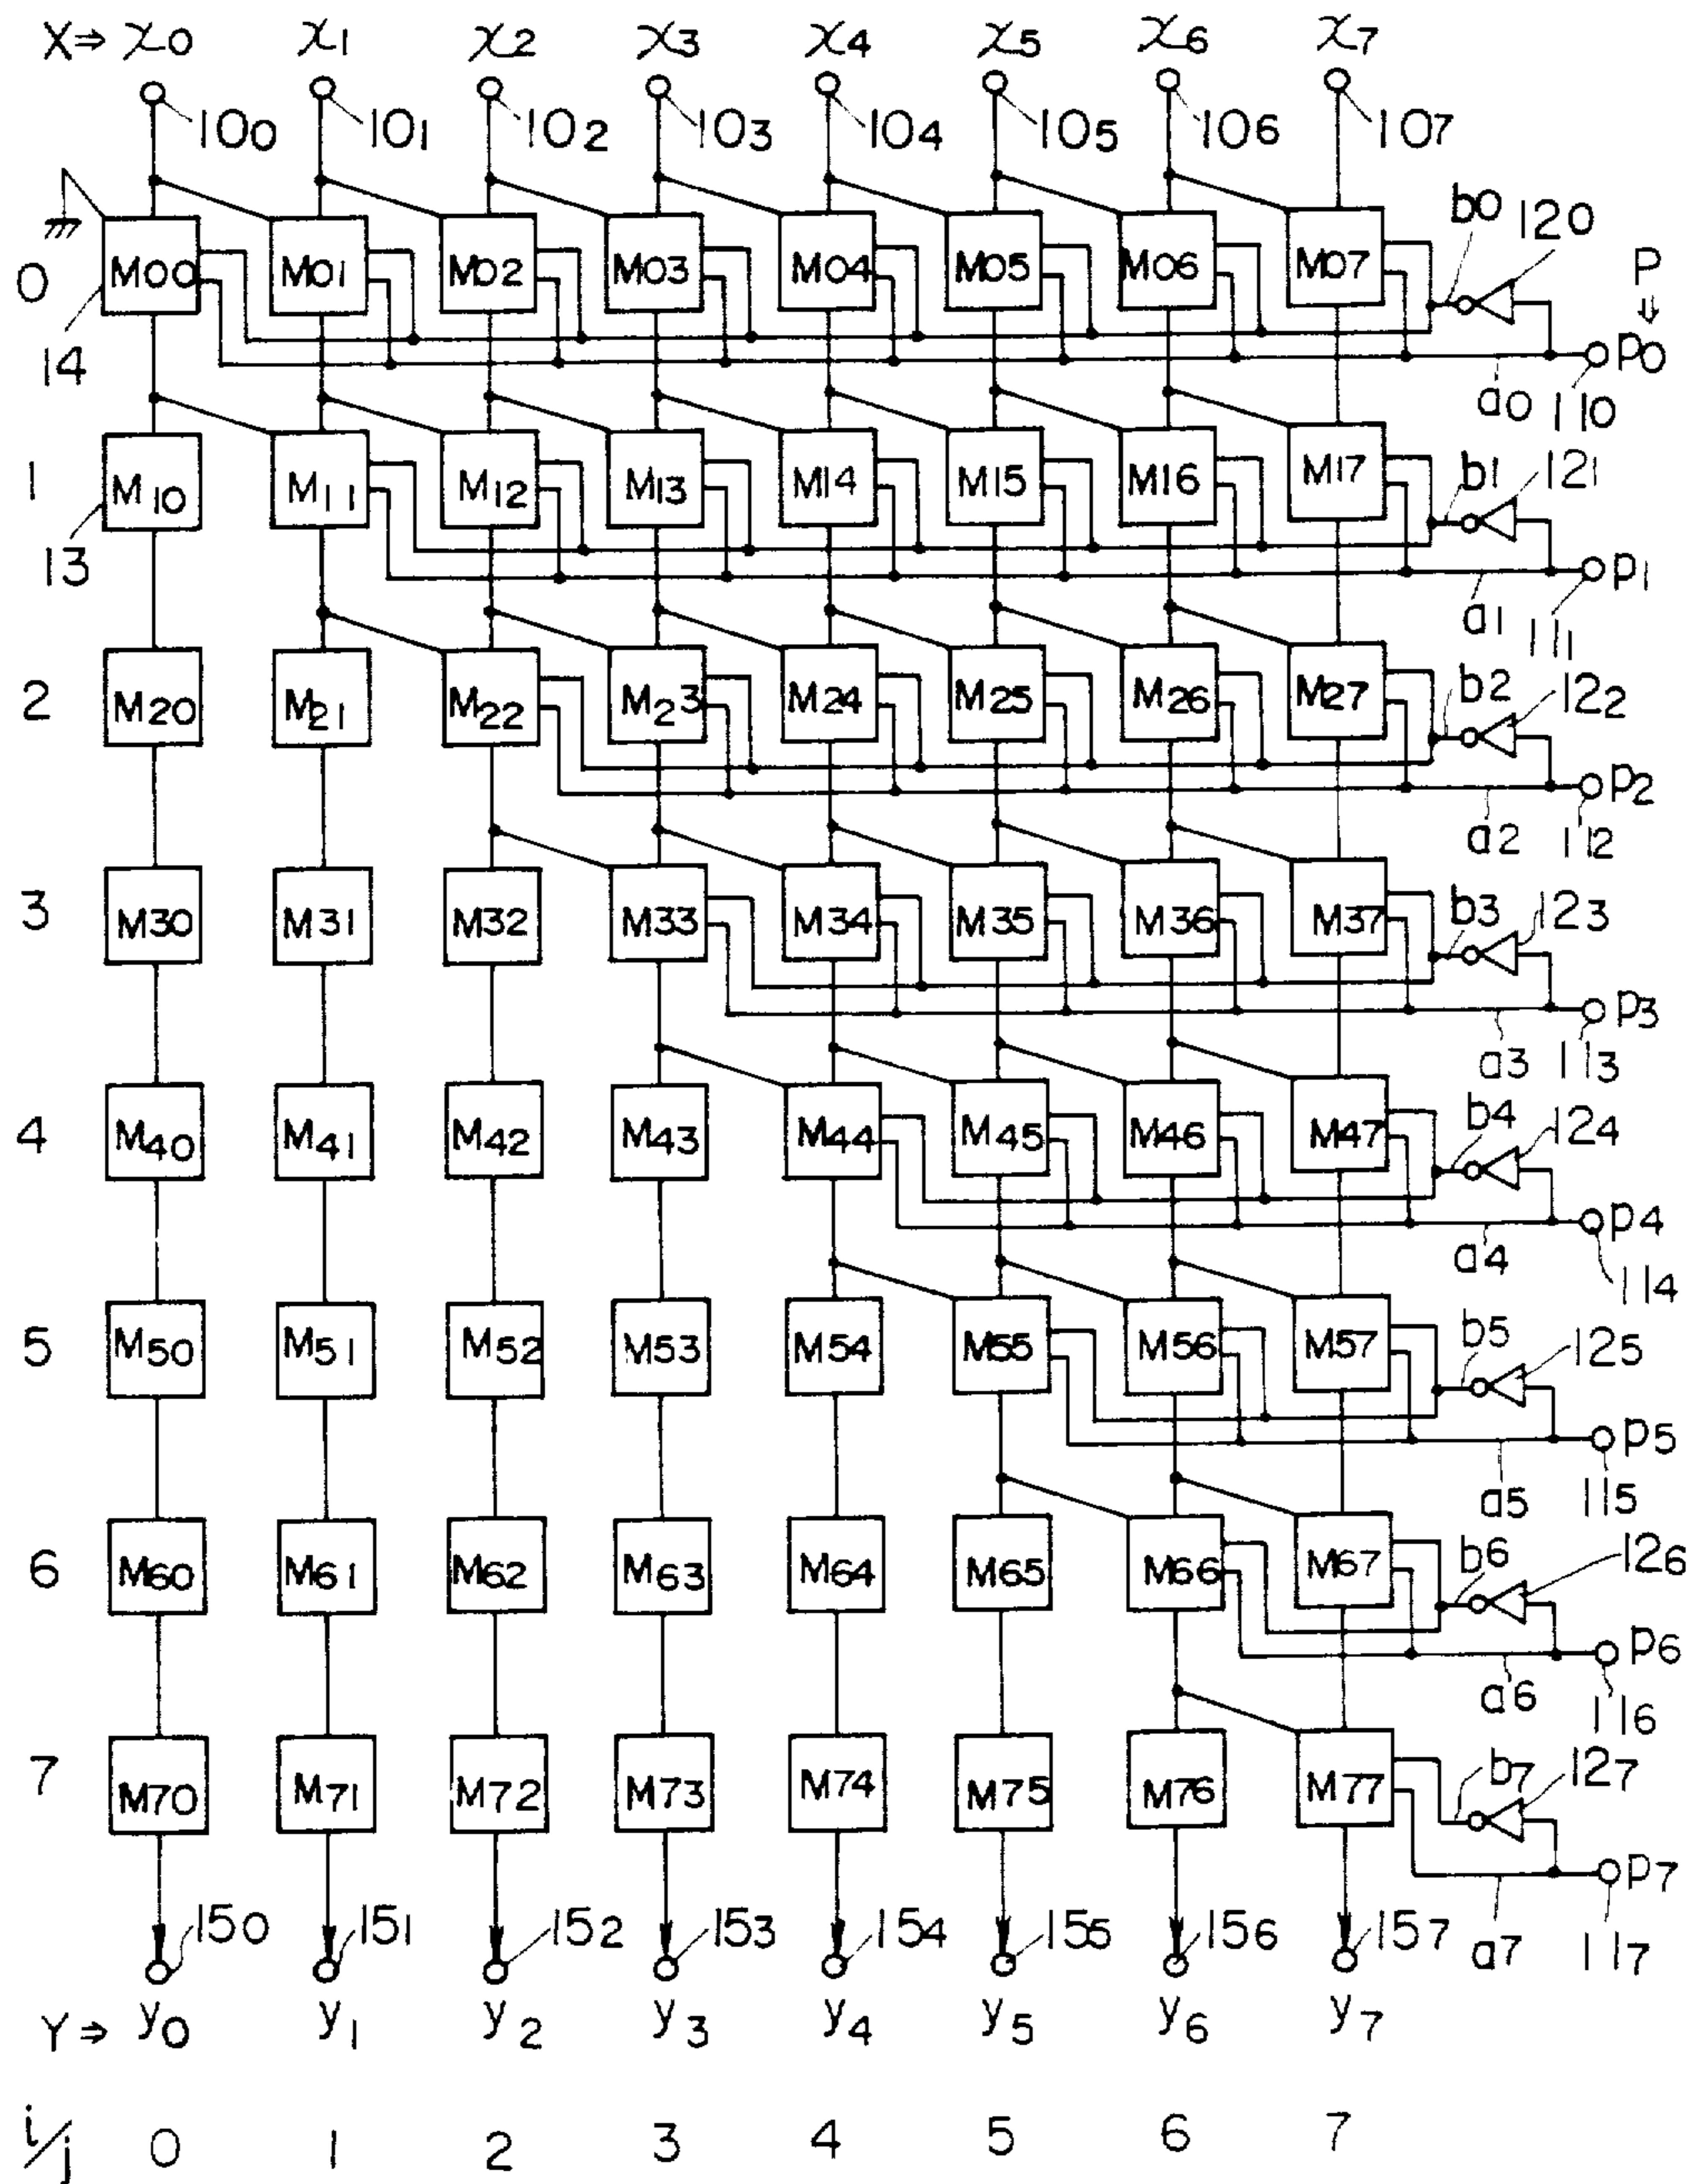 X⇒ x0 x1 x2 x3 x4 x5 x6 x7
100 101 102 103 104 105 106 107
b0 120
0 M00 M01 M02 M03 M04 M05 M06 M07 P
⇓
14 p0
a0 110
1 M10 M11 M12 M13 M14 M15 M16 M17 b1 121
13 p1
a1 111
2 M20 M21 M22 M23 M24 M25 M26 M27 b2 122
p2
a2 112
3 M30 M31 M32 M33 M34 M35 M36 M37 b3 123
p3
a3 113
4 M40 M41 M42 M43 M44 M45 M46 M47 b4 124
p4
a4 114
5 M50 M51 M52 M53 M54 M55 M56 M57 b5 125
p5
a5 115
6 M60 M61 M62 M63 M64 M65 M66 M67 b6 126
p6
a6 116
7 M70 M71 M72 M73 M74 M75 M76 M77 b7 127
p7
150 151 152 153 154 155 156 157 a7 117
Y⇒ y0 y1 y2 y3 y4 y5 y6 y7
i/j 0 1 2 3 4 5 6 7